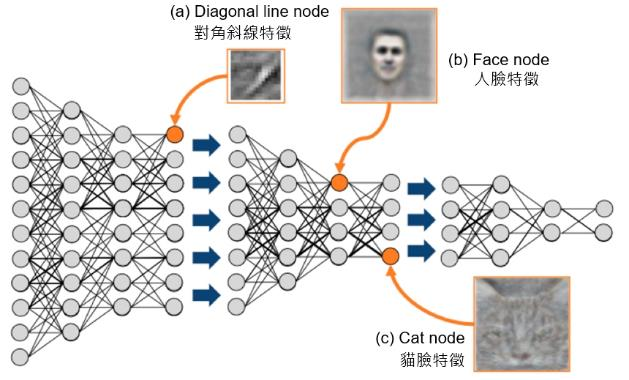 (a) Diagonal line node
對角斜線特徵
(b) Face node
人臉特徵
(c) Cat node
貓臉特徵